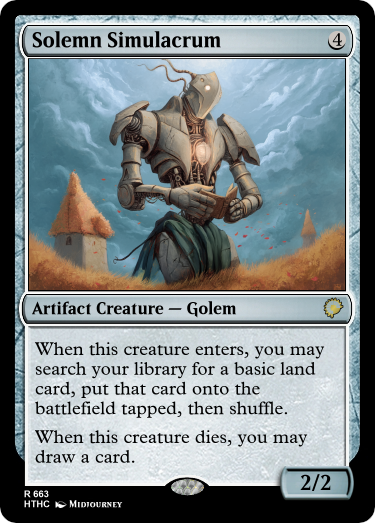 Solemn Simulacrum 4
Artifact Creature — Golem
When this creature enters, you may
search your library for a basic land
card, put that card onto the
battlefield tapped, then shuffle.
When this creature dies, you may
draw a card.
2/2
R 663
HTHC Midjourney